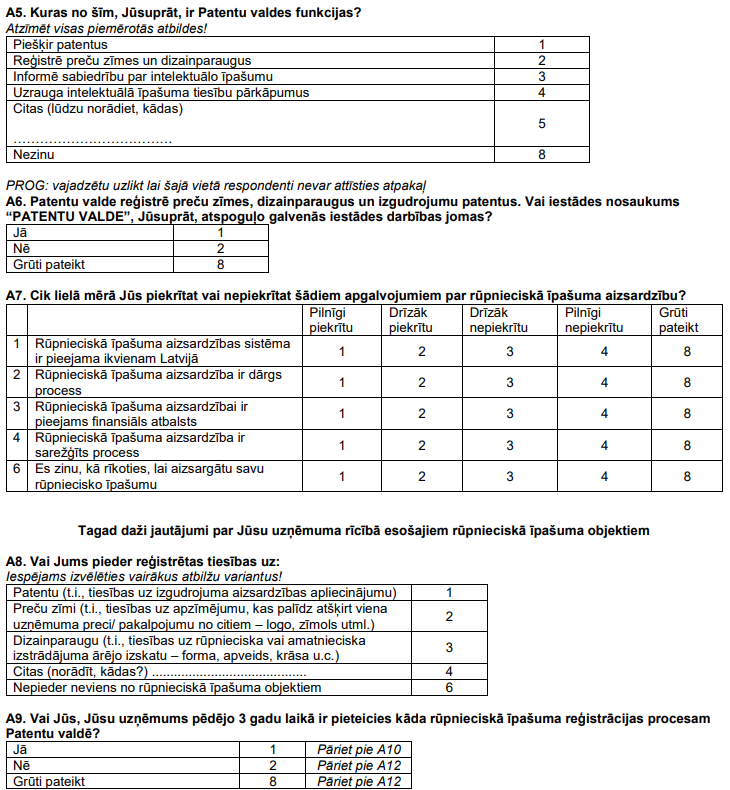 A5. Kuras no šīm, Jūsuprāt, ir Patentu valdes funkcijas?
Atzīmēt visas piemērotās atbildes!
Piešķir patentus 1
Reģistrē preču zīmes un dizainparaugus 2
Informē sabiedrību par intelektuālo īpašumu 3
Uzrauga intelektuālā īpašuma tiesību pārkāpumus 4
Citas (lūdzu norādiet, kādas)
5
....................................
Nezinu 8
PROG: vajadzētu uzlikt lai šajā vietā respondenti nevar attīsties atpakaļ
A6. Patentu valde reģistrē preču zīmes, dizainparaugus un izgudrojumu patentus. Vai iestādes nosaukums
“PATENTU VALDE”, Jūsuprāt, atspoguļo galvenās iestādes darbības jomas?
Jā 1
Nē 2
Grūti pateikt 8
A7. Cik lielā mērā Jūs piekrītat vai nepiekrītat šādiem apgalvojumiem par rūpnieciskā īpašuma aizsardzību?
Pilnīgi Drīzāk Drīzāk Pilnīgi Grūti
piekrītu piekrītu nepiekrītu nepiekrītu pateikt
1 Rūpnieciskā īpašuma aizsardzības sistēma
ir pieejama ikvienam Latvijā 1 2 3 4 8
2 Rūpnieciskā īpašuma aizsardzība ir dārgs
process 1 2 3 4 8
3 Rūpnieciskā īpašuma aizsardzībai ir
pieejams finansiāls atbalsts 1 2 3 4 8
4 Rūpnieciskā īpašuma aizsardzība ir
sarežģīts process 1 2 3 4 8
6 Es zinu, kā rīkoties, lai aizsargātu savu
rūpniecisko īpašumu 1 2 3 4 8
Tagad daži jautājumi par Jūsu uzņēmuma rīcībā esošajiem rūpnieciskā īpašuma objektiem
A8. Vai Jums pieder reģistrētas tiesības uz:
Iespējams izvēlēties vairākus atbilžu variantus!
Patentu (t.i., tiesības uz izgudrojuma aizsardzības apliecinājumu) 1
Preču zīmi (t.i., tiesības uz apzīmējumu, kas palīdz atšķirt viena
uzņēmuma preci/ pakalpojumu no citiem – logo, zīmols utml.) 2
Dizainparaugu (t.i., tiesības uz rūpnieciska vai amatnieciska
izstrādājuma ārējo izskatu – forma, apveids, krāsa u.c.) 3
Citas (norādīt, kādas?) .......................................... 4
Nepieder neviens no rūpnieciskā īpašuma objektiem 6
A9. Vai Jūs, Jūsu uzņēmums pēdējo 3 gadu laikā ir pieteicies kāda rūpnieciskā īpašuma reģistrācijas procesam
Patentu valdē?
Jā 1 Pāriet pie A10
Nē 2 Pāriet pie A12
Grūti pateikt 8 Pāriet pie A12